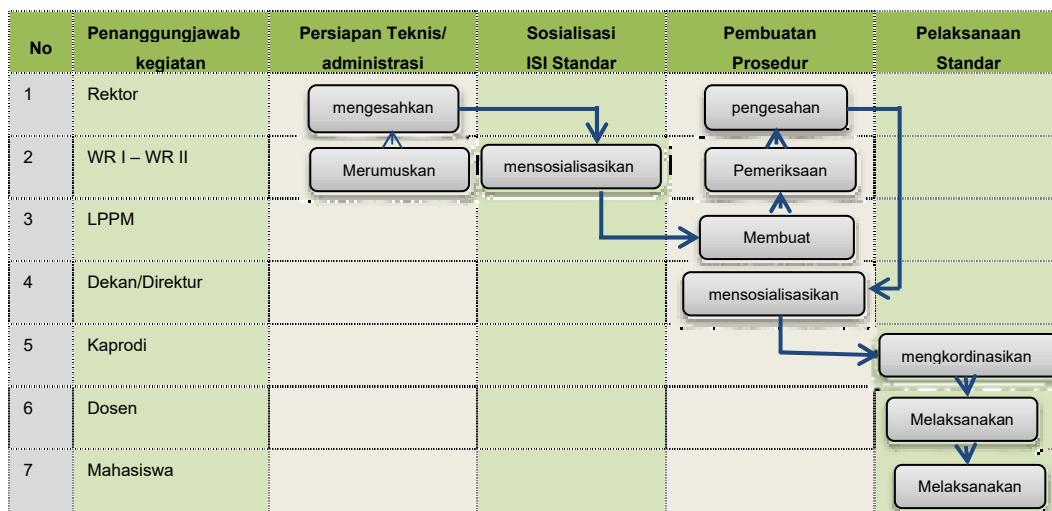 No
Penanggungjawab
kegiatan
Persiapan Teknis/
administrasi
Sosialisasi
ISI Standar
Pembuatan
Prosedur
Pelaksanaan
Standar
1
Rektor
mengesahkan
pengesahan
2
WR I – WR II
Merumuskan
mensosialisasikan
Pemeriksaan
3
LPPM
Membuat
4
Dekan/Direktur
mensosialisasikan
5
Kaprodi
mengkordinasikan
6
Dosen
Melaksanakan
7
Mahasiswa
Melaksanakan